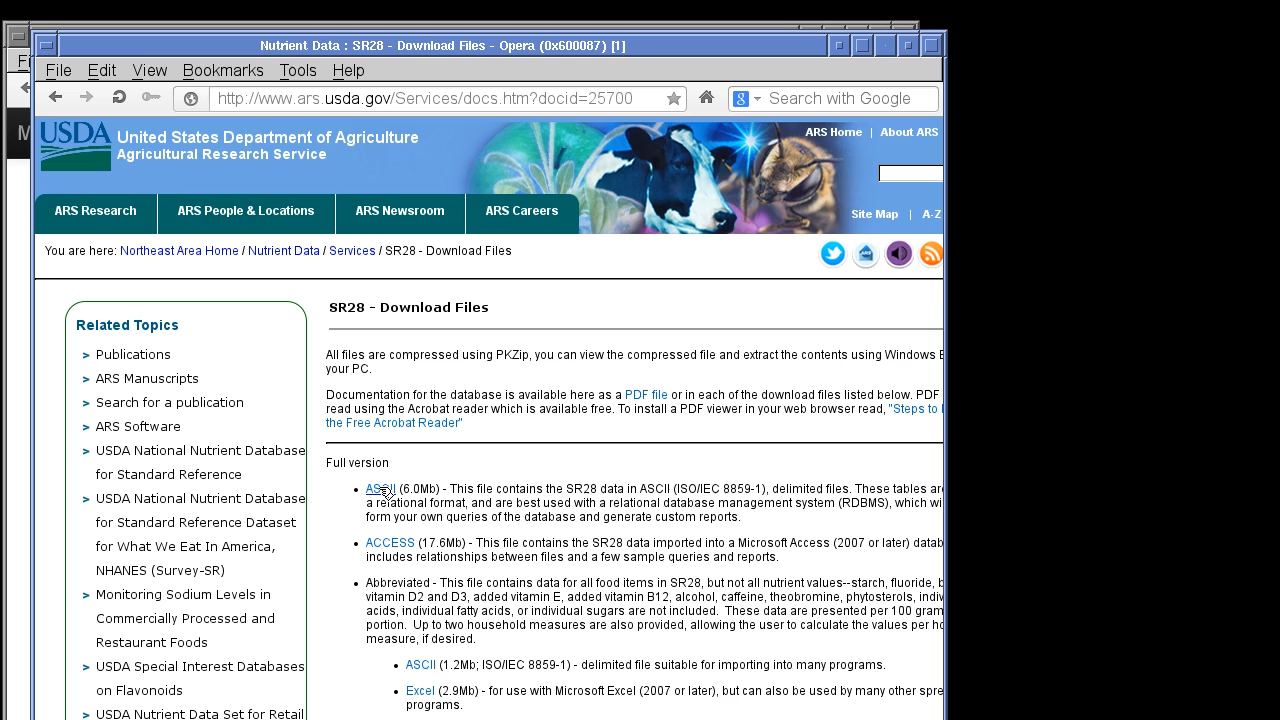 Nutrient Data : SR28 - Download Files - Opera (0x600087) [1]
File Edit View Bookmarks Tools Help
http://www.ars.usda.gov/Services/docs.htm?docid=25700
Search with Google
USDA
United States Department of Agriculture
Agricultural Research Service
ARS Home | About ARS
ARS Research
ARS People & Locations
ARS Newsroom
ARS Careers
Site Map | A-Z
You are here: Northeast Area Home / Nutrient Data / Services / SR28 - Download Files
Related Topics
> Publications
> ARS Manuscripts
> Search for a publication
> ARS Software
> USDA National Nutrient Database
for Standard Reference
> USDA National Nutrient Database
for Standard Reference Dataset
for What We Eat In America,
NHANES (Survey-SR)
> Monitoring Sodium Levels in
Commercially Processed and
Restaurant Foods
> USDA Special Interest Databases
on Flavonoids
> USDA Nutrient Data Set for Retail
SR28 - Download Files
All files are compressed using PKZip, you can view the compressed file and extract the contents using Windows
your PC.
Documentation for the database is available here as a PDF file or in each of the download files listed below. PDF
read using the Acrobat reader which is available free. To install a PDF viewer in your web browser read, "Steps to
the Free Acrobat Reader"
Full version
• ASCII (6.0Mb) - This file contains the SR28 data in ASCII (ISO/IEC 8859-1), delimited files. These tables are
a relational format, and are best used with a relational database management system (RDBMS), which wi
form your own queries of the database and generate custom reports.
• ACCESS (17.6Mb) - This file contains the SR28 data imported into a Microsoft Access (2007 or later) datab
includes relationships between files and a few sample queries and reports.
• Abbreviated - This file contains data for all food items in SR28, but not all nutrient values--starch, fluoride,
vitamin D2 and D3, added vitamin E, added vitamin B12, alcohol, caffeine, theobromine, phytosterols, indiv
acids, individual fatty acids, or individual sugars are not included. These data are presented per 100 gram
portion. Up to two household measures are also provided, allowing the user to calculate the values per ho
measure, if desired.
• ASCII (1.2Mb; ISO/IEC 8859-1) - delimited file suitable for importing into many programs.
• Excel (2.9Mb) - for use with Microsoft Excel (2007 or later), but can also be used by many other spre
programs.